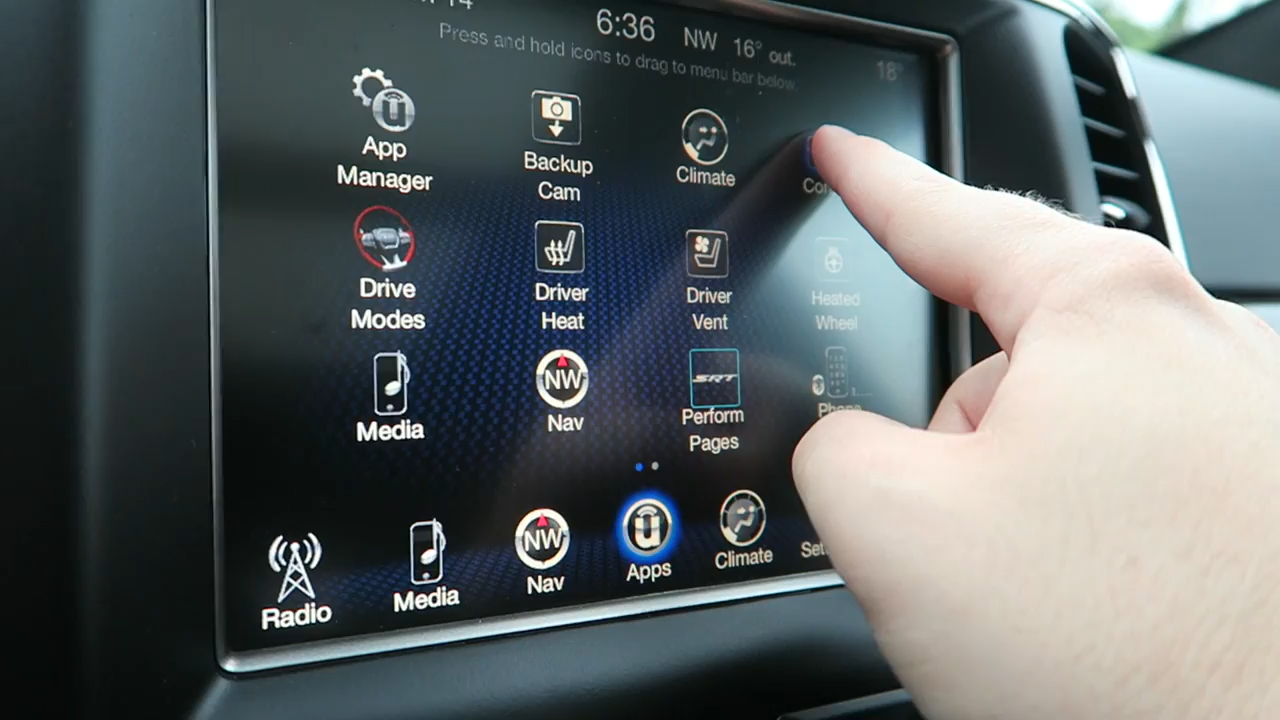 6:36 NW 16° out.
Press and hold icons to drag to menu bar below. 18°
App
Manager
Backup
Cam
Climate
Drive
Modes
Driver
Heat
Driver
Vent
Heated
Wheel
Media
NW
Nav
SRT
Perform
Pages
Phone
Radio
Media
NW
Nav
Apps
Climate